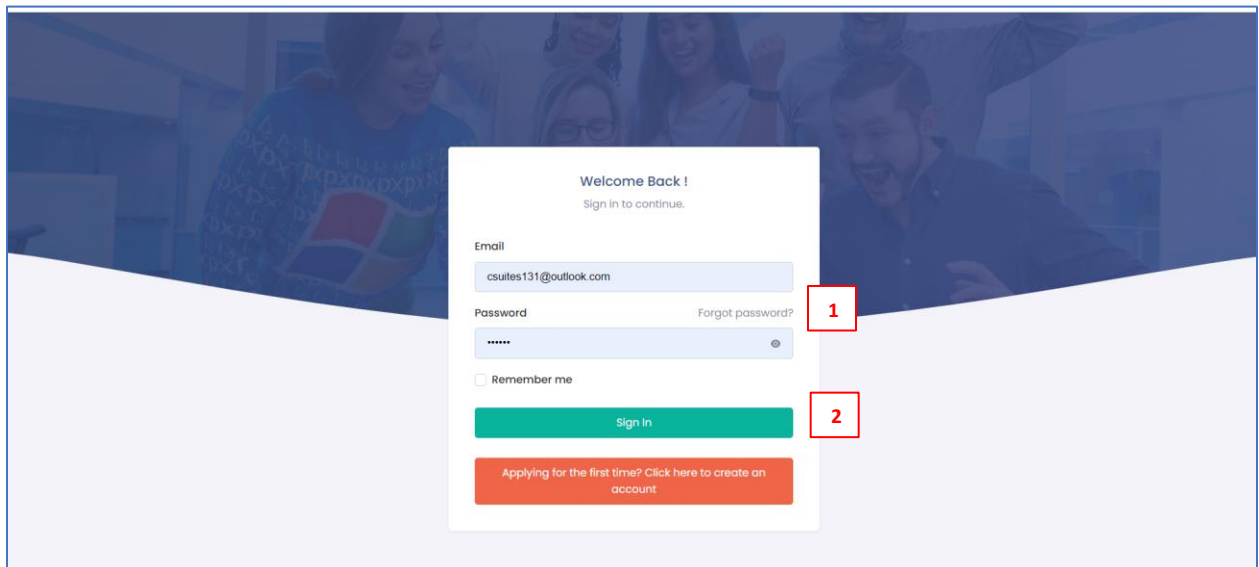 Welcome Back !
Sign in to continue.
Email
csuites131@outlook.com
Password
Forgot password?
1
••••••
Remember me
Sign In
2
Applying for the first time? Click here to create an
account